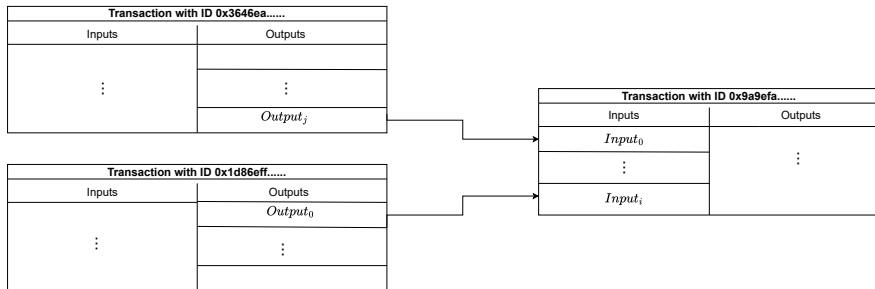 Transaction with ID 0x3646ea......
Inputs Outputs
⋮ ⋮
Output_j
Transaction with ID 0x1d86eff......
Inputs Outputs
Output_0
⋮ ⋮
Transaction with ID 0x9a9efa......
Inputs Outputs
Input_0
⋮ ⋮
Input_i